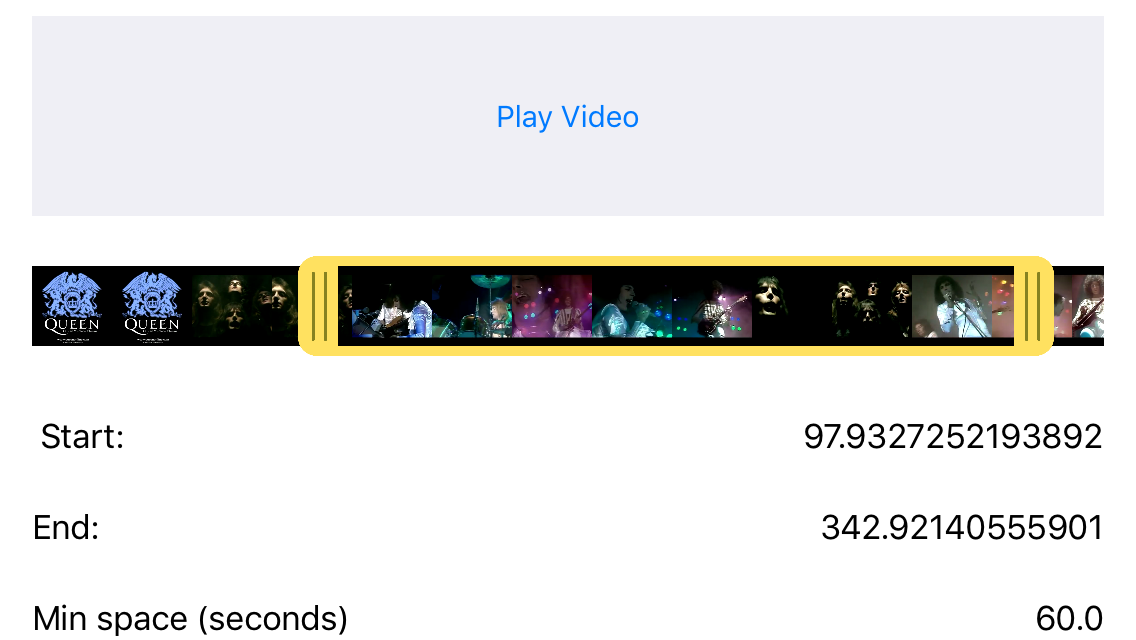 Play Video
QUEEN QUEEN
Start: 97.9327252193892
End: 342.92140555901
Min space (seconds) 60.0